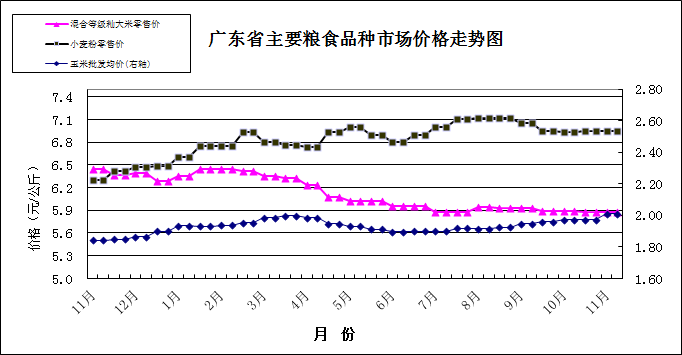 混合等级籼大米零售价
小麦粉零售价
玉米批发均价(右轴)
广东省主要粮食品种市场价格走势图
价格（元/公斤）
7.4
7.1
6.8
6.5
6.2
5.9
5.6
5.3
5.0
2.80
2.60
2.40
2.20
2.00
1.80
1.60
11月
12月
1月
2月
3月
4月
5月
6月
7月
8月
9月
10月
11月
月 份